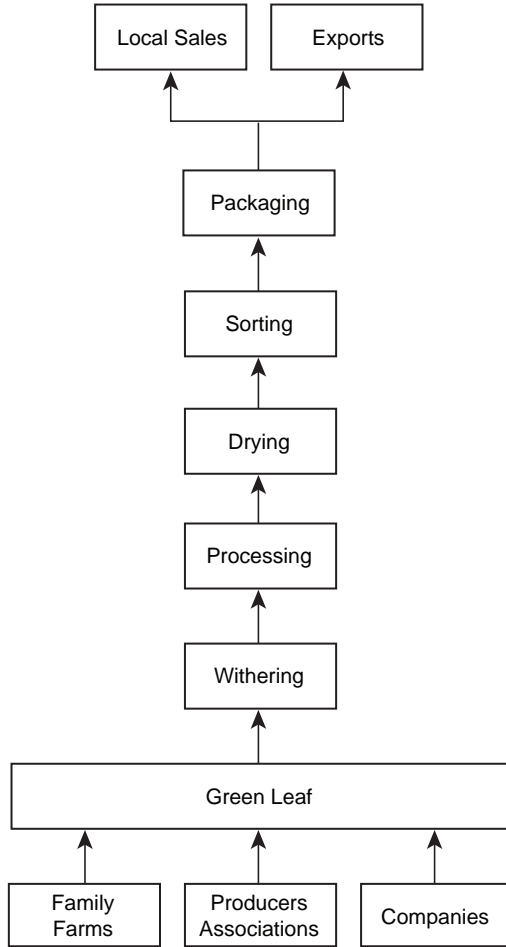 Local Sales
Exports
Packaging
Sorting
Drying
Processing
Withering
Green Leaf
Family
Farms
Producers
Associations
Companies